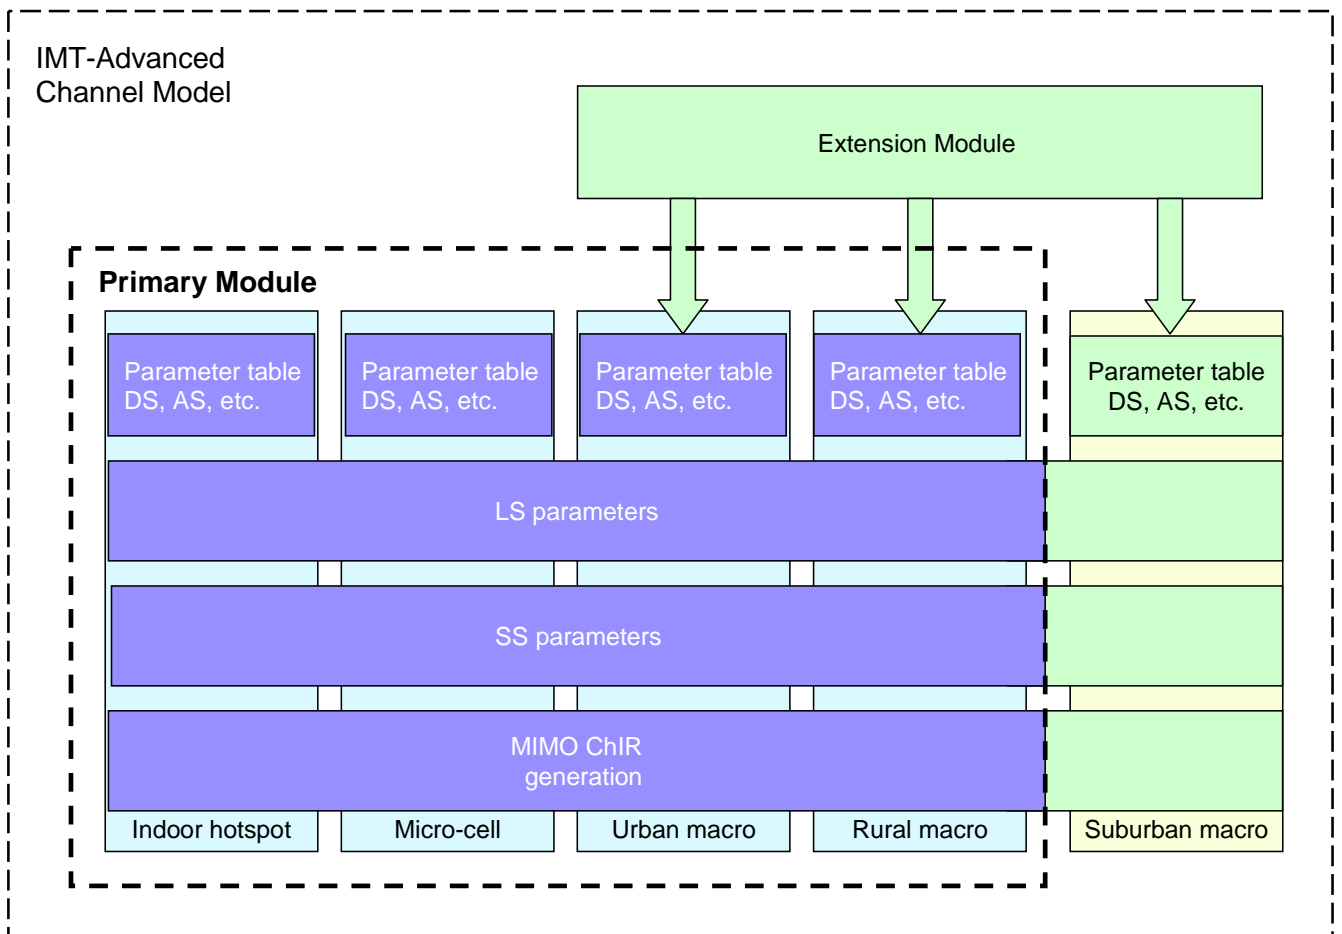 IMT-Advanced
Channel Model
Extension Module
Primary Module
Parameter table
DS, AS, etc.
Parameter table
DS, AS, etc.
Parameter table
DS, AS, etc.
Parameter table
DS, AS, etc.
Parameter table
DS, AS, etc.
LS parameters
SS parameters
MIMO ChIR
generation
Indoor hotspot
Micro-cell
Urban macro
Rural macro
Suburban macro